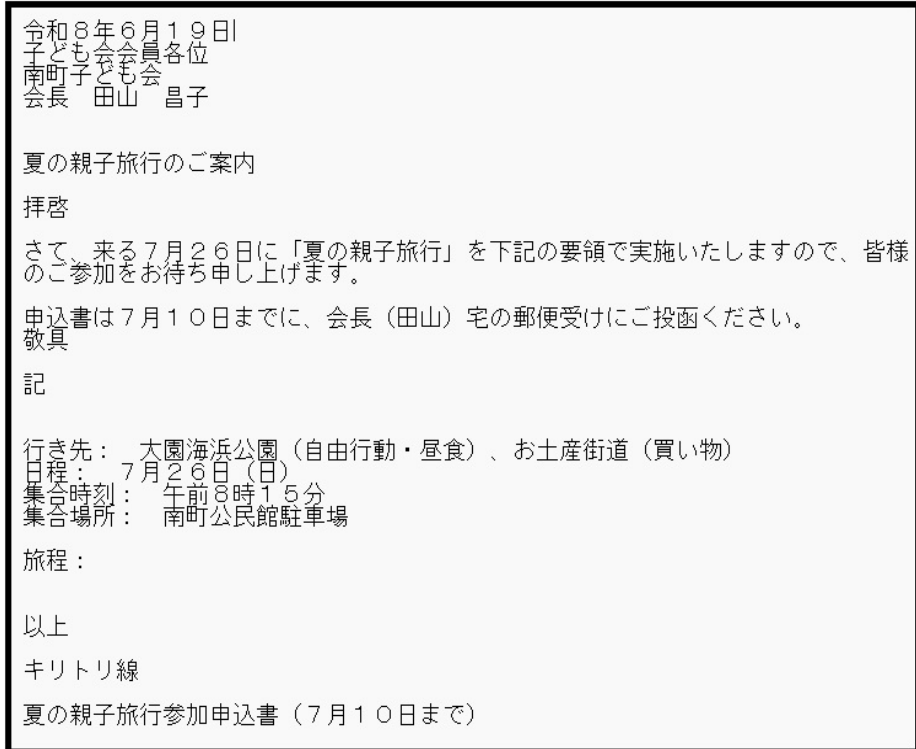 令和８年６月１９日
子ども会会員各位
南町子ども会
会長　田山　昌子
夏の親子旅行のご案内
拝啓
さて、来る７月２６日に「夏の親子旅行」を下記の要領で実施いたしますので、皆様
のご参加をお待ち申し上げます。
申込書は７月１０日までに、会長（田山）宅の郵便受けにご投函ください。
敬具
記
行き先：　大園海浜公園（自由行動・昼食）、お土産街道（買い物）
日程：　７月２６日（日）
集合時刻：　午前８時１５分
集合場所：　南町公民館駐車場
旅程：
以上
キリトリ線
夏の親子旅行参加申込書（７月１０日まで）